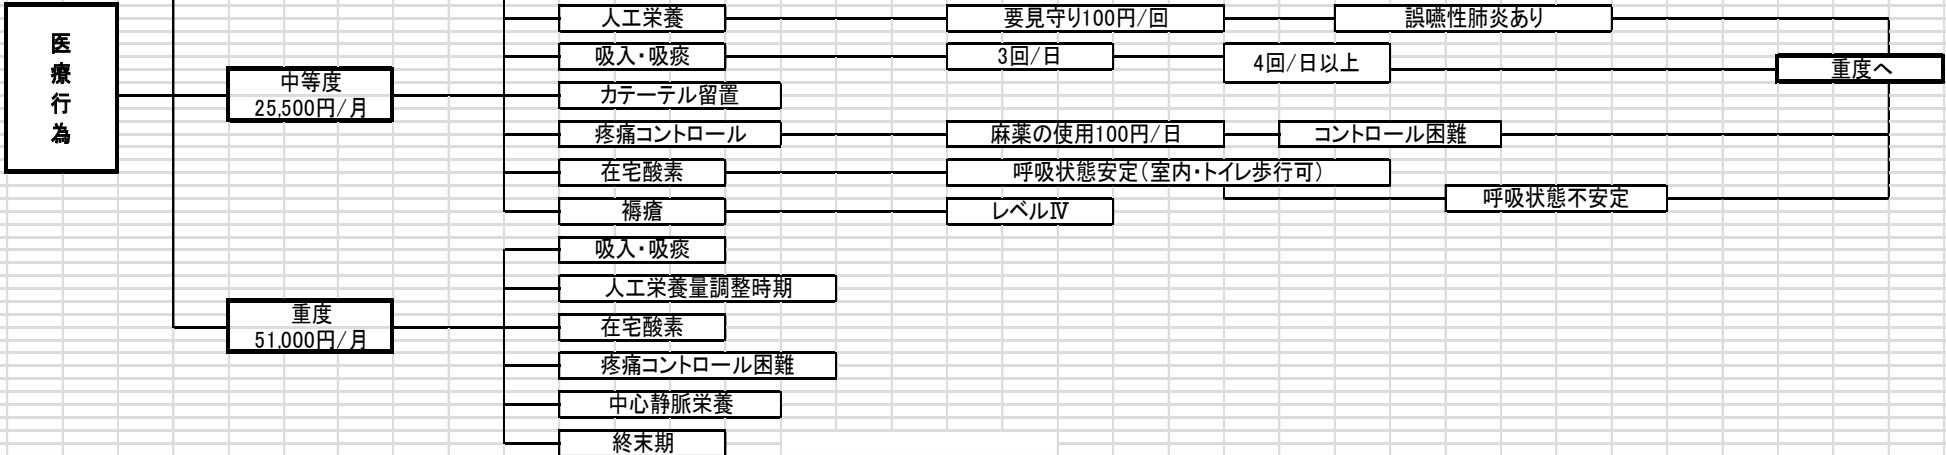 医療行為
人工栄養
要見守り100円/回
誤嚥性肺炎あり
吸入・吸痰
3回/日
4回/日以上
重度へ
中等度
25,500円/月
カテーテル留置
疼痛コントロール
麻薬の使用100円/日
コントロール困難
在宅酸素
呼吸状態安定(室内・トイレ歩行可)
呼吸状態不安定
褥瘡
レベルⅣ
吸入・吸痰
人工栄養量調整時期
重度
51,000円/月
在宅酸素
疼痛コントロール困難
中心静脈栄養
終末期